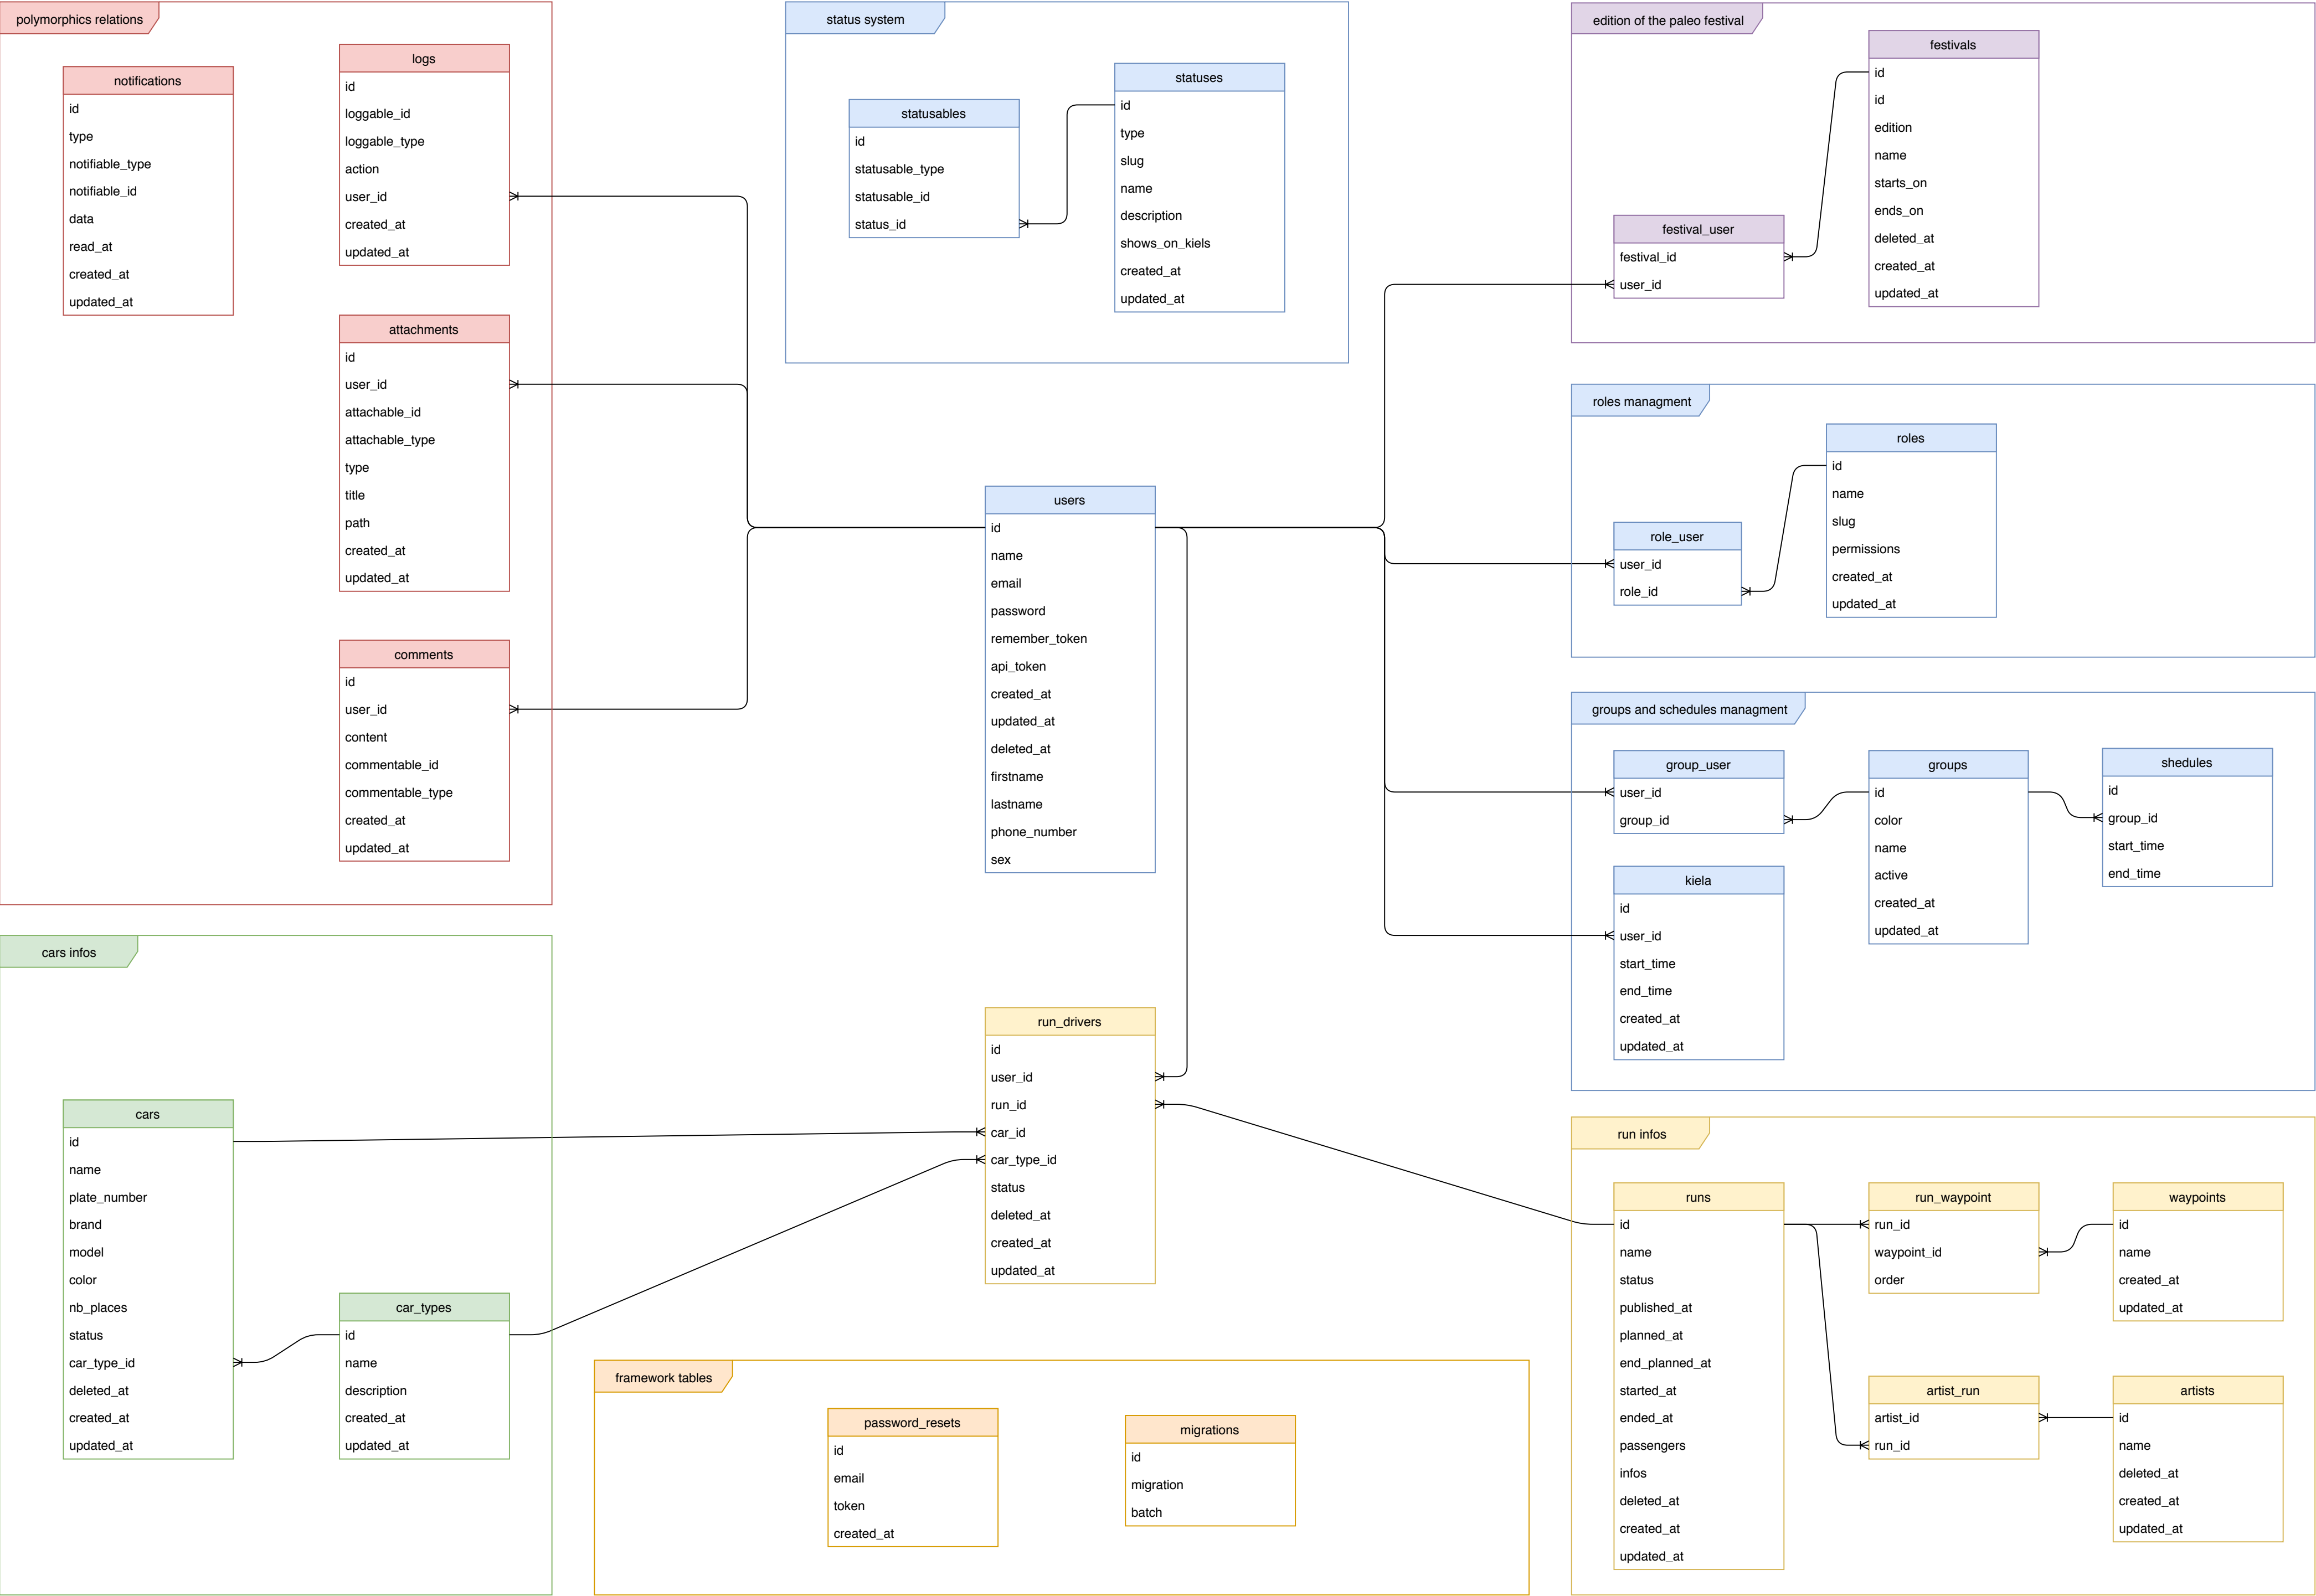 polymorphics relations
notifications
id
type
notifiable_type
notifiable_id
data
read_at
created_at
updated_at
logs
id
loggable_id
loggable_type
action
user_id
created_at
updated_at
attachments
id
user_id
attachable_id
attachable_type
type
title
path
created_at
updated_at
comments
id
user_id
content
commentable_id
commentable_type
created_at
updated_at
status system
statusables
id
statusable_type
statusable_id
status_id
statuses
id
type
slug
name
description
shows_on_kiels
created_at
updated_at
edition of the paleo festival
festivals
id
id
edition
name
starts_on
ends_on
deleted_at
created_at
updated_at
festival_user
festival_id
user_id
roles managment
roles
id
name
slug
permissions
created_at
updated_at
role_user
user_id
role_id
users
id
name
email
password
remember_token
api_token
created_at
updated_at
deleted_at
firstname
lastname
phone_number
sex
groups and schedules managment
group_user
user_id
group_id
groups
id
color
name
active
created_at
updated_at
shedules
id
group_id
start_time
end_time
kiela
id
user_id
start_time
end_time
created_at
updated_at
cars infos
cars
id
name
plate_number
brand
model
color
nb_places
status
car_type_id
deleted_at
created_at
updated_at
car_types
id
name
description
created_at
updated_at
run_drivers
id
user_id
run_id
car_id
car_type_id
status
deleted_at
created_at
updated_at
run infos
runs
id
name
status
published_at
planned_at
end_planned_at
started_at
ended_at
passengers
infos
deleted_at
created_at
updated_at
run_waypoint
run_id
waypoint_id
order
waypoints
id
name
created_at
updated_at
artist_run
artist_id
run_id
artists
id
name
deleted_at
created_at
updated_at
framework tables
password_resets
id
email
token
created_at
migrations
id
migration
batch